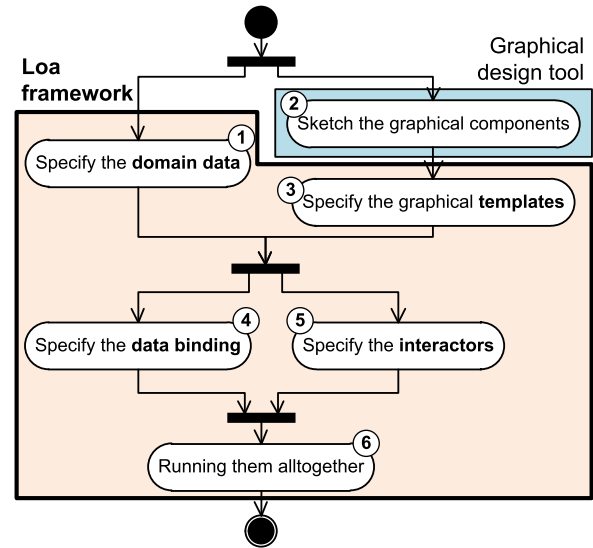 Graphical
design tool
Loa
framework
1
Specify the domain data
2
Sketch the graphical components
3
Specify the graphical templates
4
Specify the data binding
5
Specify the interactors
6
Running them alltogether